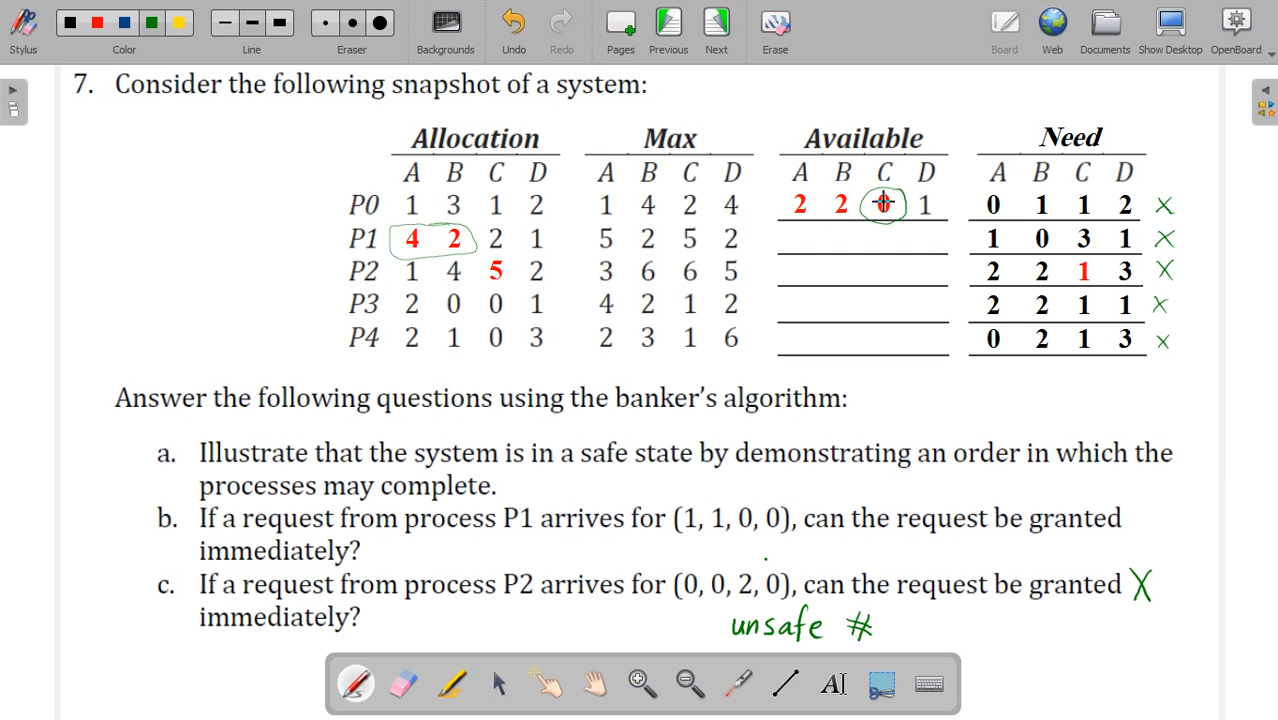 Stylus Color Line Eraser Backgrounds Undo Redo Pages Previous Next Erase Board Web Documents Show Desktop OpenBoard
7. Consider the following snapshot of a system:
Allocation Max Available Need
A B C D A B C D A B C D A B C D
P0 1 3 1 2 1 4 2 4 2 2 0 1 0 1 1 2 X
P1 4 2 2 1 5 2 5 2 1 0 3 1 X
P2 1 4 5 2 3 6 6 5 2 2 1 3 X
P3 2 0 0 1 4 2 1 2 2 2 1 1 X
P4 2 1 0 3 2 3 1 6 0 2 1 3 X
Answer the following questions using the banker's algorithm:
a. Illustrate that the system is in a safe state by demonstrating an order in which the
processes may complete.
b. If a request from process P1 arrives for (1, 1, 0, 0), can the request be granted
immediately?
c. If a request from process P2 arrives for (0, 0, 2, 0), can the request be granted X
immediately?
unsafe #